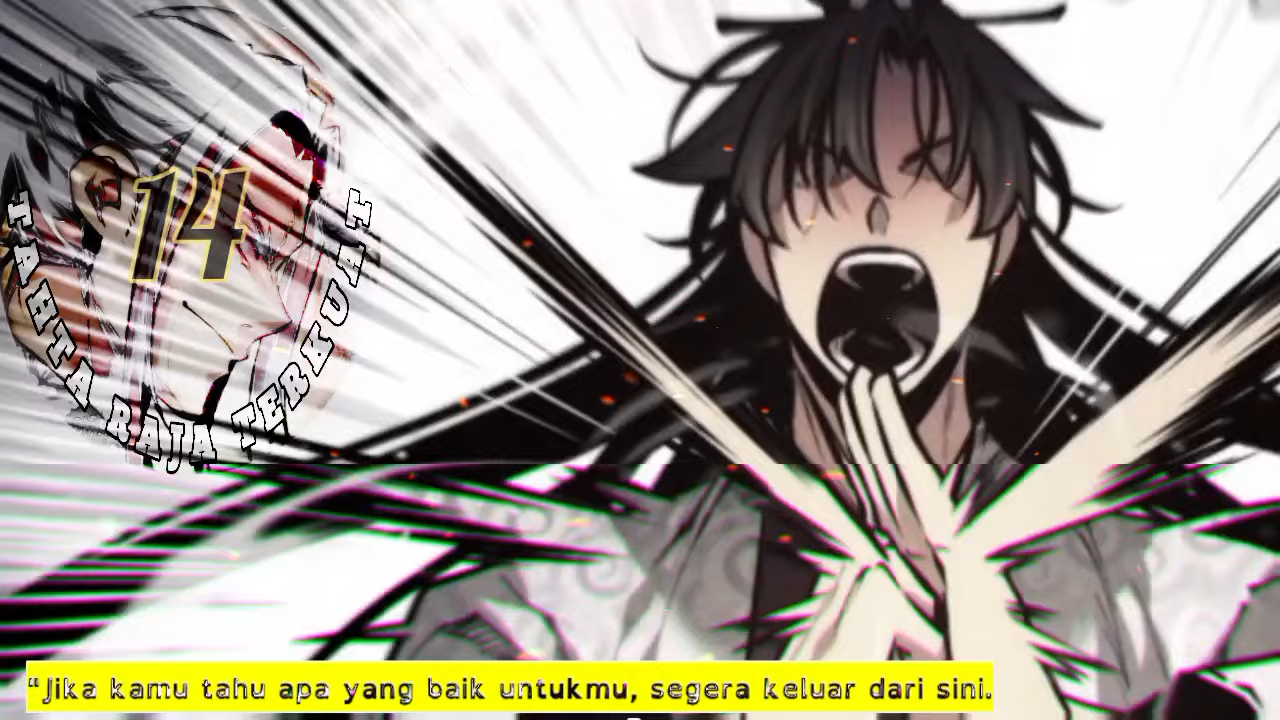 14
TAHTA RAJA TERKUAT
"Jika kamu tahu apa yang baik untukmu, segera keluar dari sini.